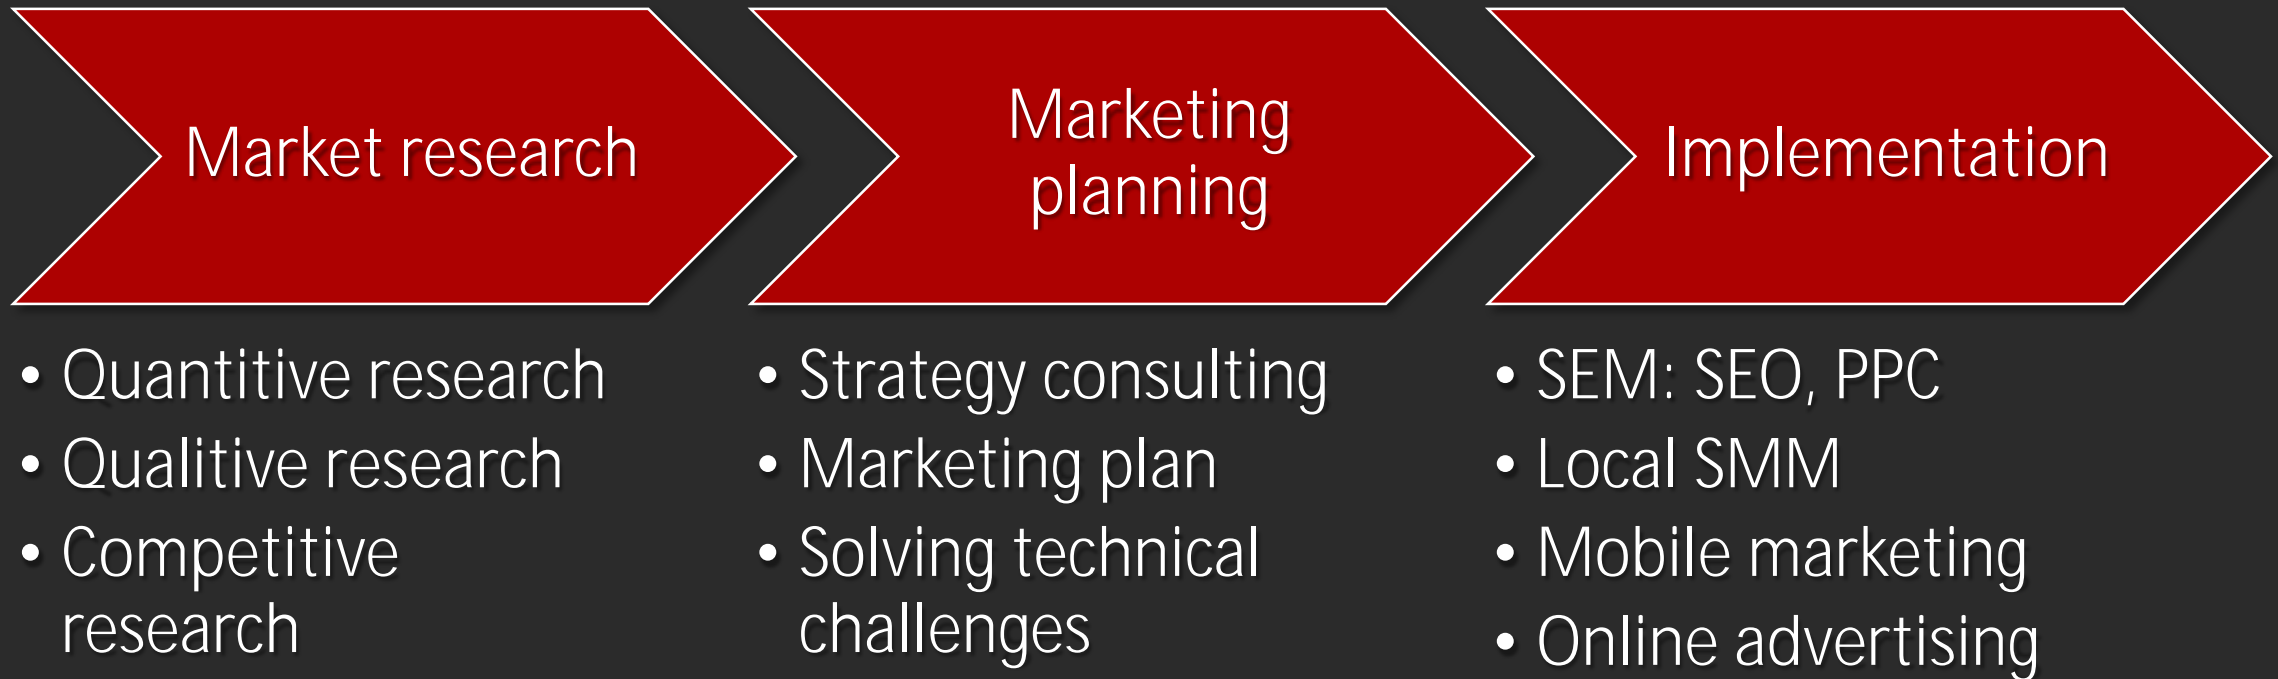 Market research
• Quantitive research
• Qualitive research
• Competitive
research
Marketing
planning
• Strategy consulting
• Marketing plan
• Solving technical
challenges
Implementation
• SEM: SEO, PPC
• Local SMM
• Mobile marketing
• Online advertising